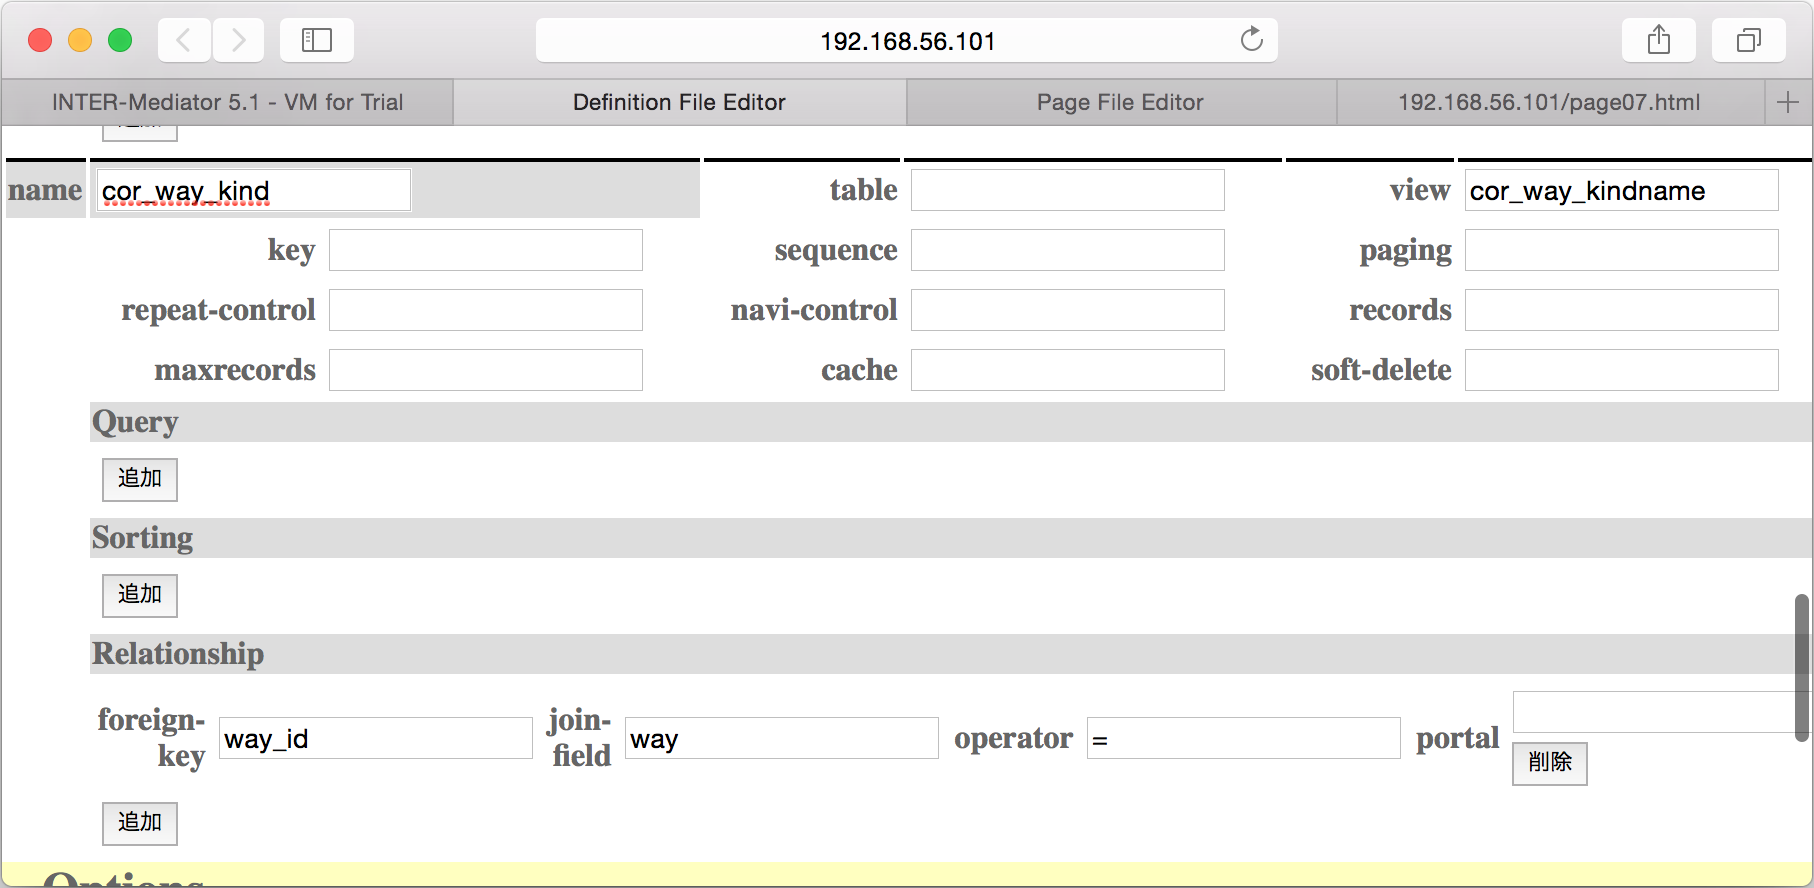 192.168.56.101
INTER-Mediator 5.1 - VM for Trial
Definition File Editor
Page File Editor
192.168.56.101/page07.html
name cor_way_kind table view cor_way_kindname
key sequence paging
repeat-control navi-control records
maxrecords cache soft-delete
Query
追加
Sorting
追加
Relationship
foreign-key way_id join-field way operator = portal
削除
追加
Options